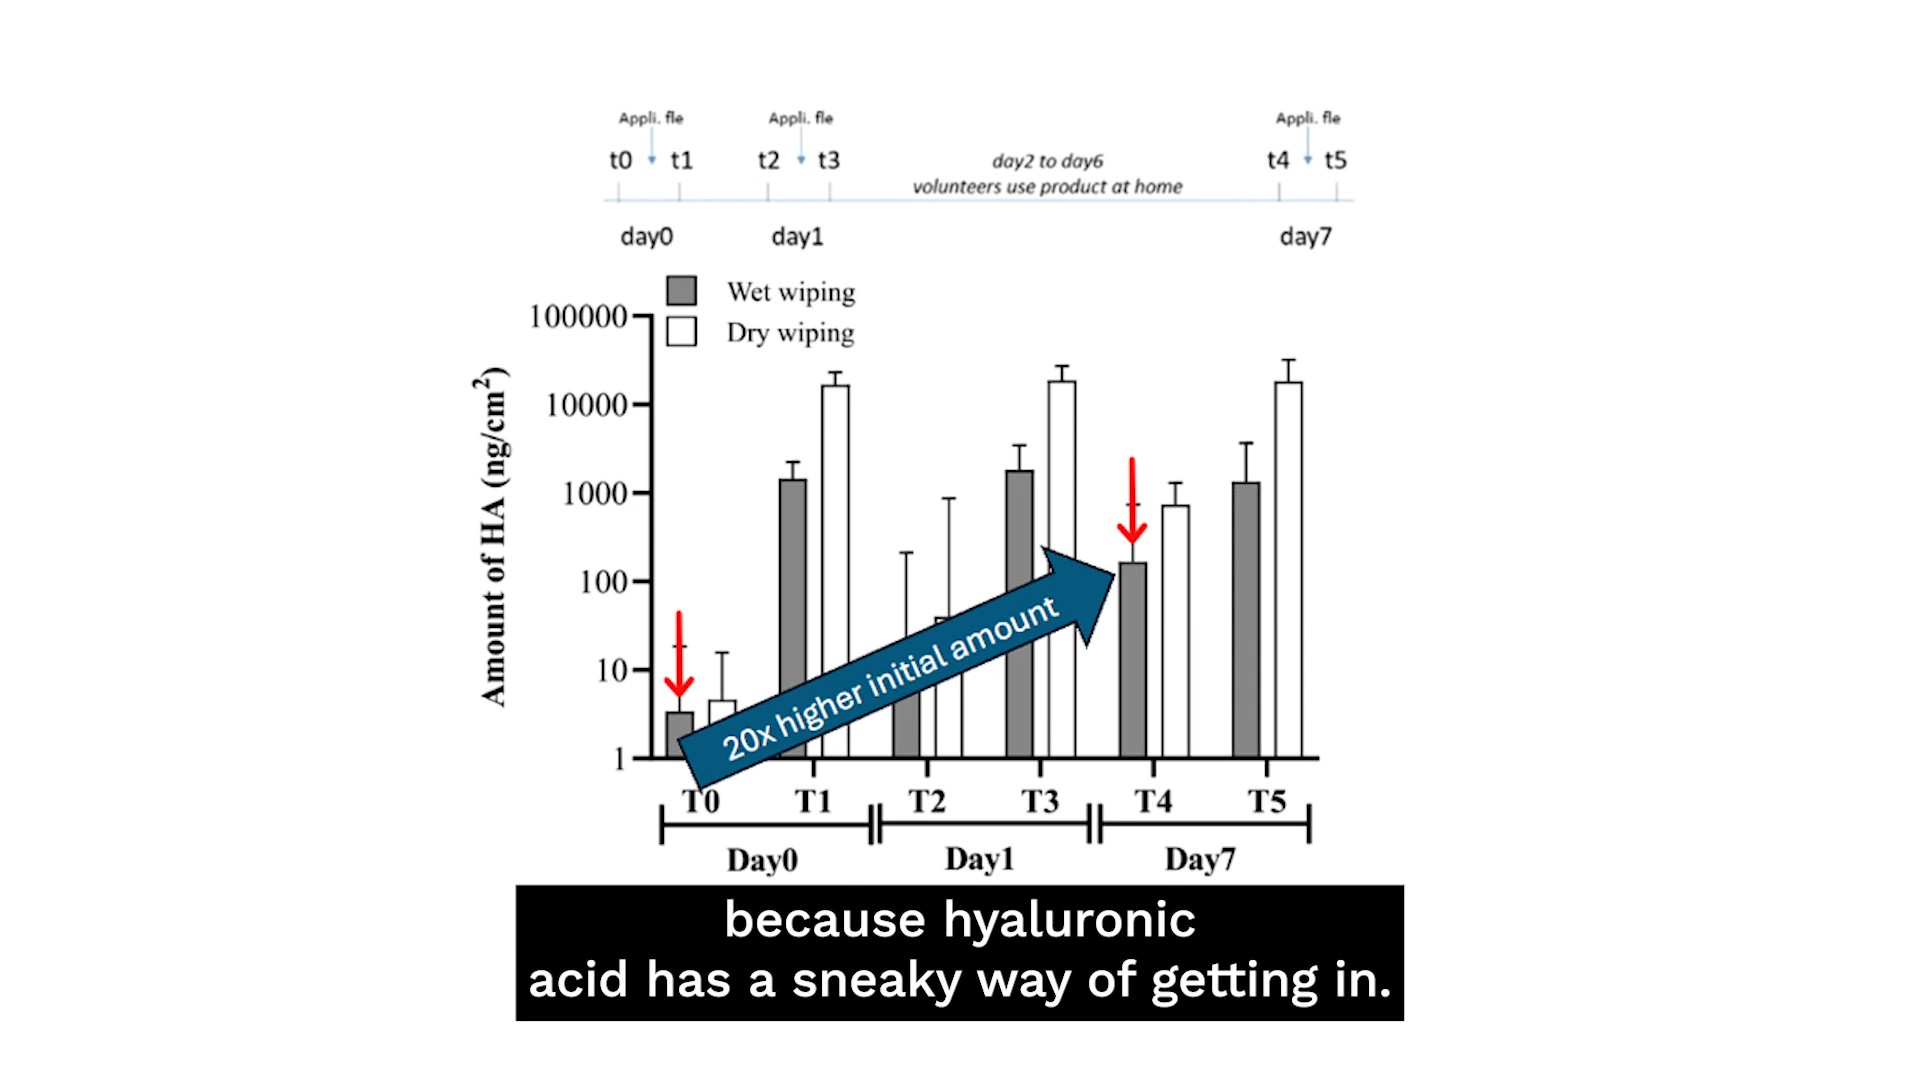 Appli. fle Appli. fle Appli. fle
t0 t1 t2 t3 day2 to day6 t4 t5
volunteers use product at home
day0 day1 day7
Wet wiping
Dry wiping
Amount of HA (ng/cm²)
100000
10000
1000
100
10
1
20x higher initial amount
T0 T1 T2 T3 T4 T5
Day0 Day1 Day7
because hyaluronic
acid has a sneaky way of getting in.